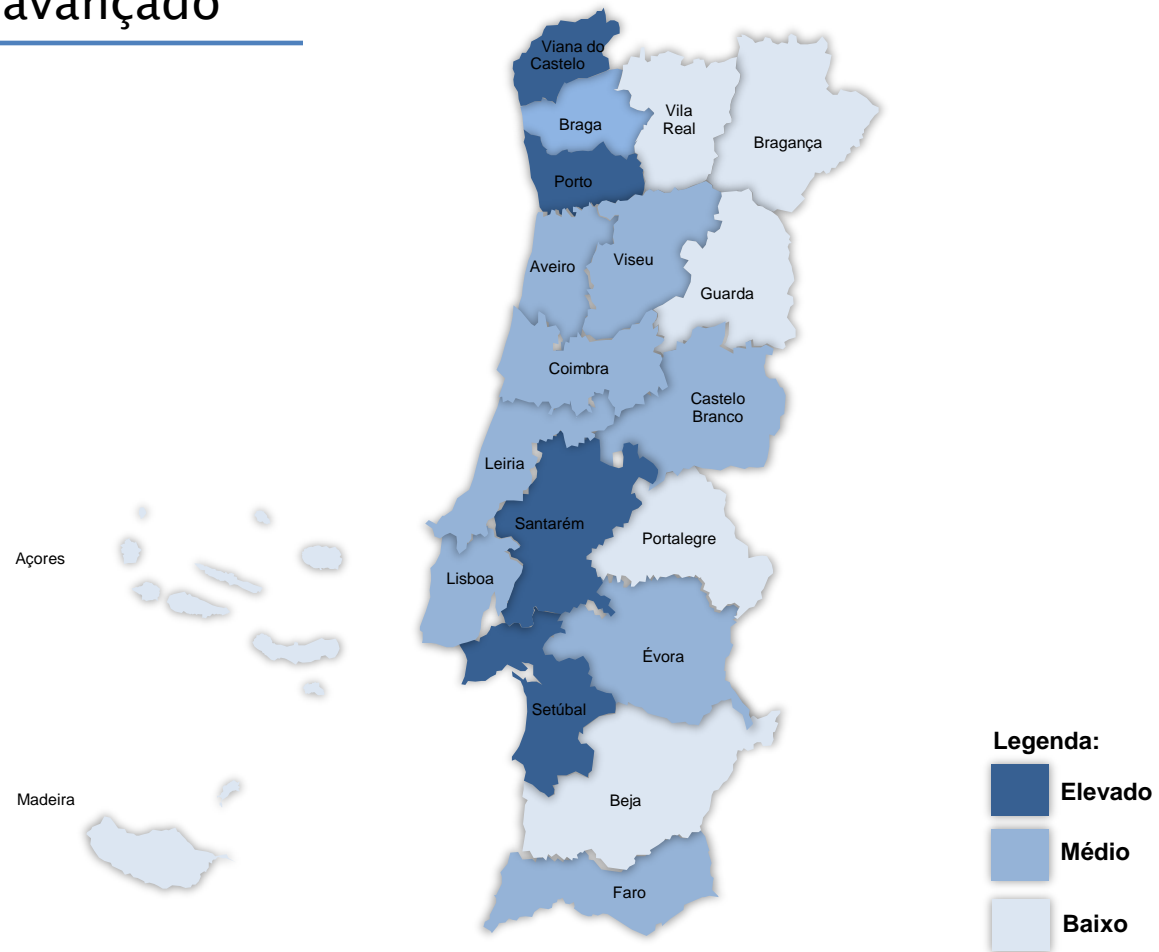 avançado
Viana do
Castelo
Braga
Vila
Real
Bragança
Porto
Aveiro
Viseu
Guarda
Coimbra
Castelo
Branco
Leiria
Santarém
Portalegre
Açores
Lisboa
Évora
Setúbal
Madeira
Beja
Faro
Legenda:
Elevado
Médio
Baixo